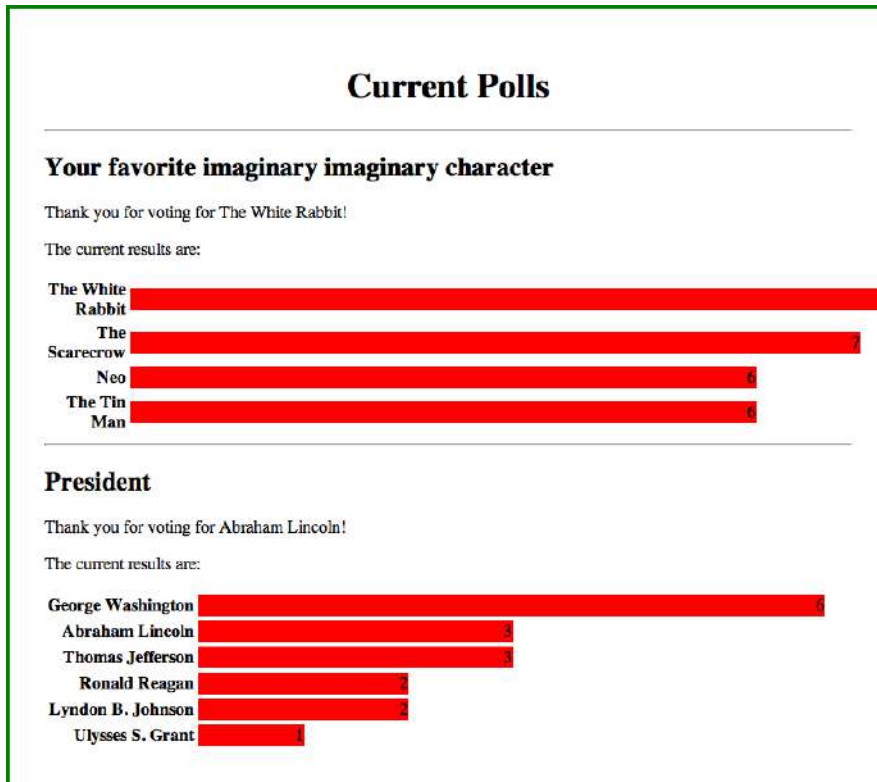 Current Polls
Your favorite imaginary imaginary character
Thank you for voting for The White Rabbit!
The current results are:
The White
Rabbit
The
Scarecrow 7
Neo 6
The Tin
Man 6
President
Thank you for voting for Abraham Lincoln!
The current results are:
George Washington 6
Abraham Lincoln 3
Thomas Jefferson 3
Ronald Reagan 2
Lyndon B. Johnson 2
Ulysses S. Grant 1